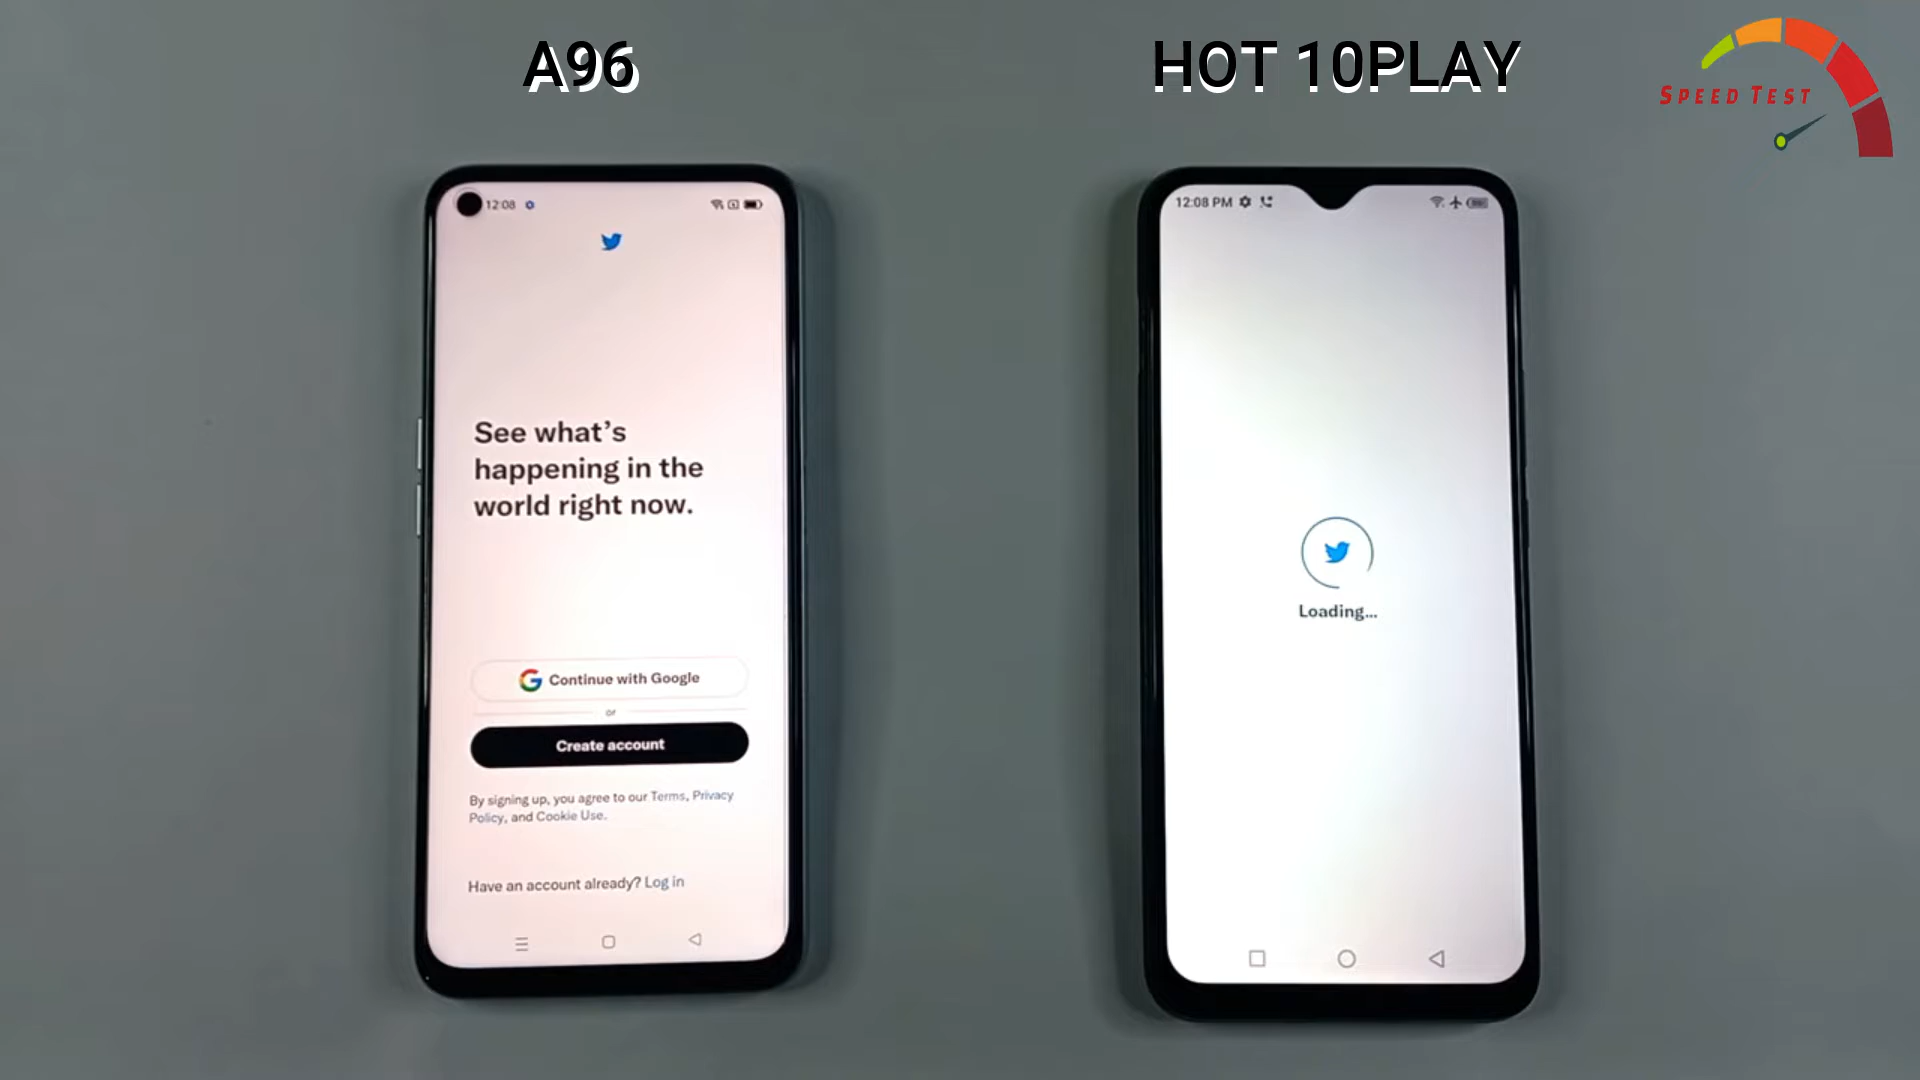 A96
HOT 10PLAY
SPEED TEST
12:08
See what's
happening in the
world right now.
Continue with Google
or
Create account
By signing up, you agree to our Terms, Privacy
Policy, and Cookie Use.
Have an account already? Log in
12:08 PM
Loading...